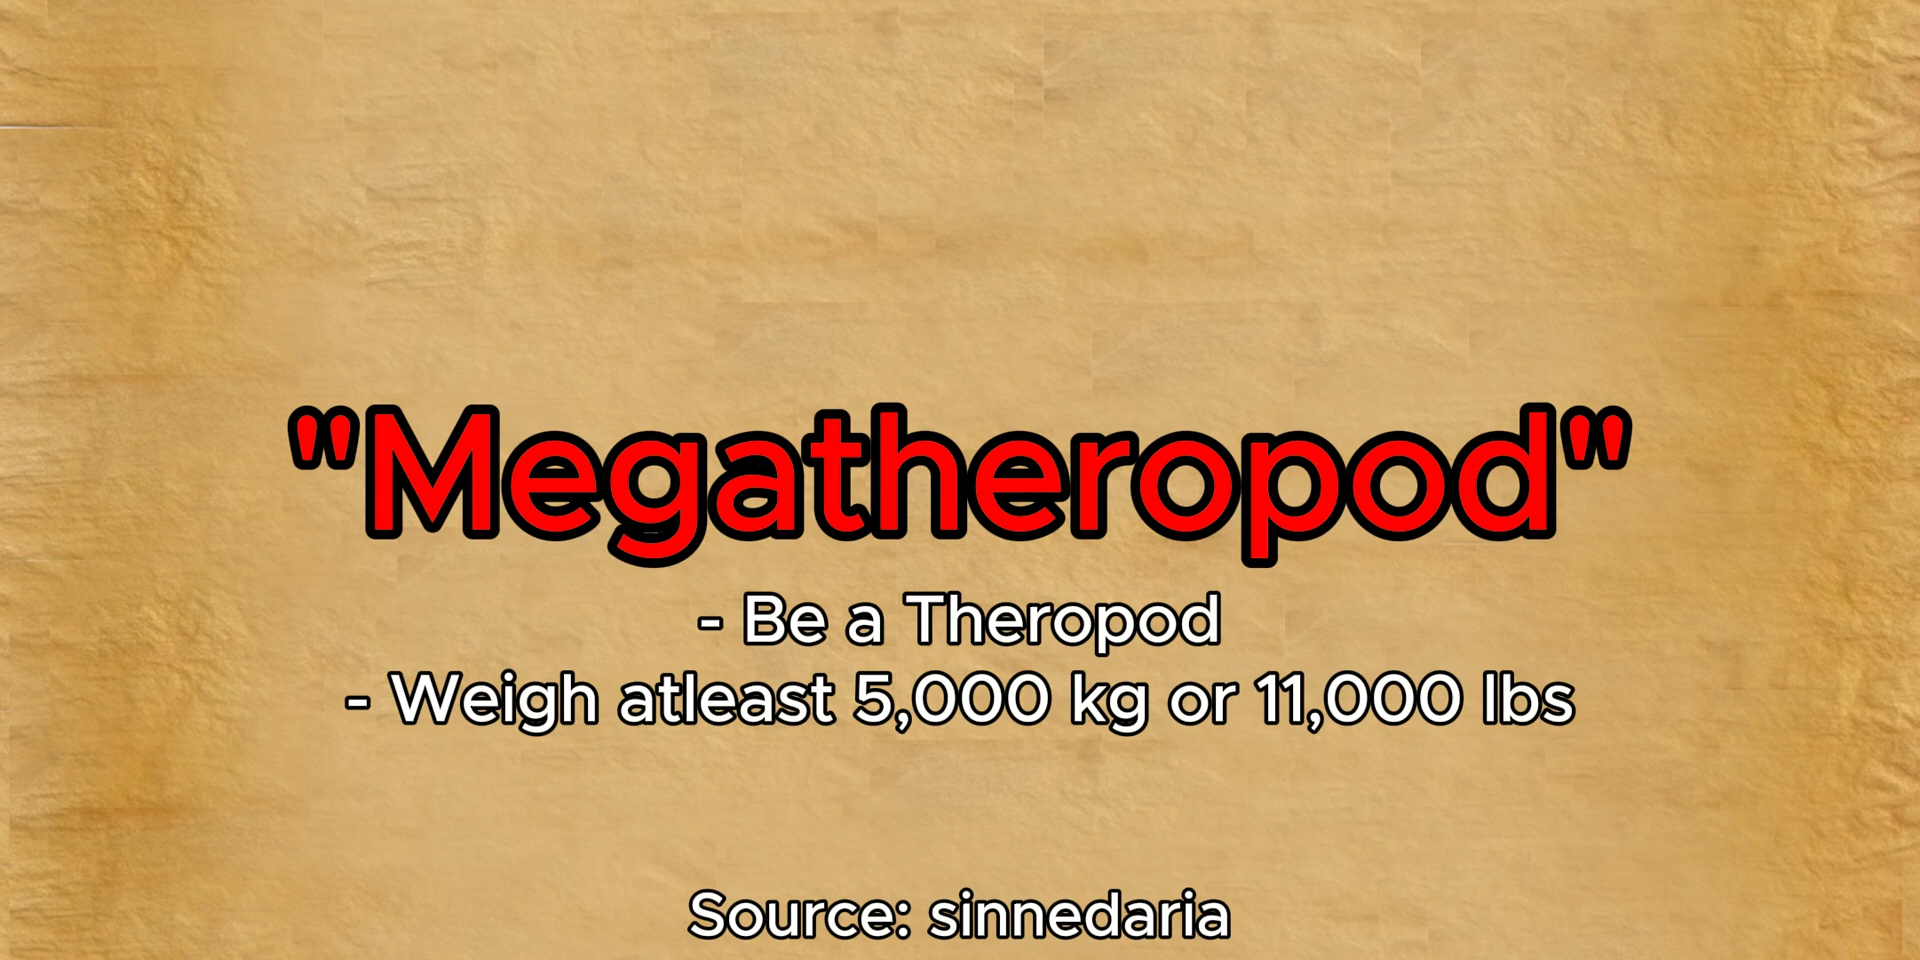 "Megatheropod"
- Be a Theropod
- Weigh atleast 5,000 kg or 11,000 lbs
Source: sinnedaria